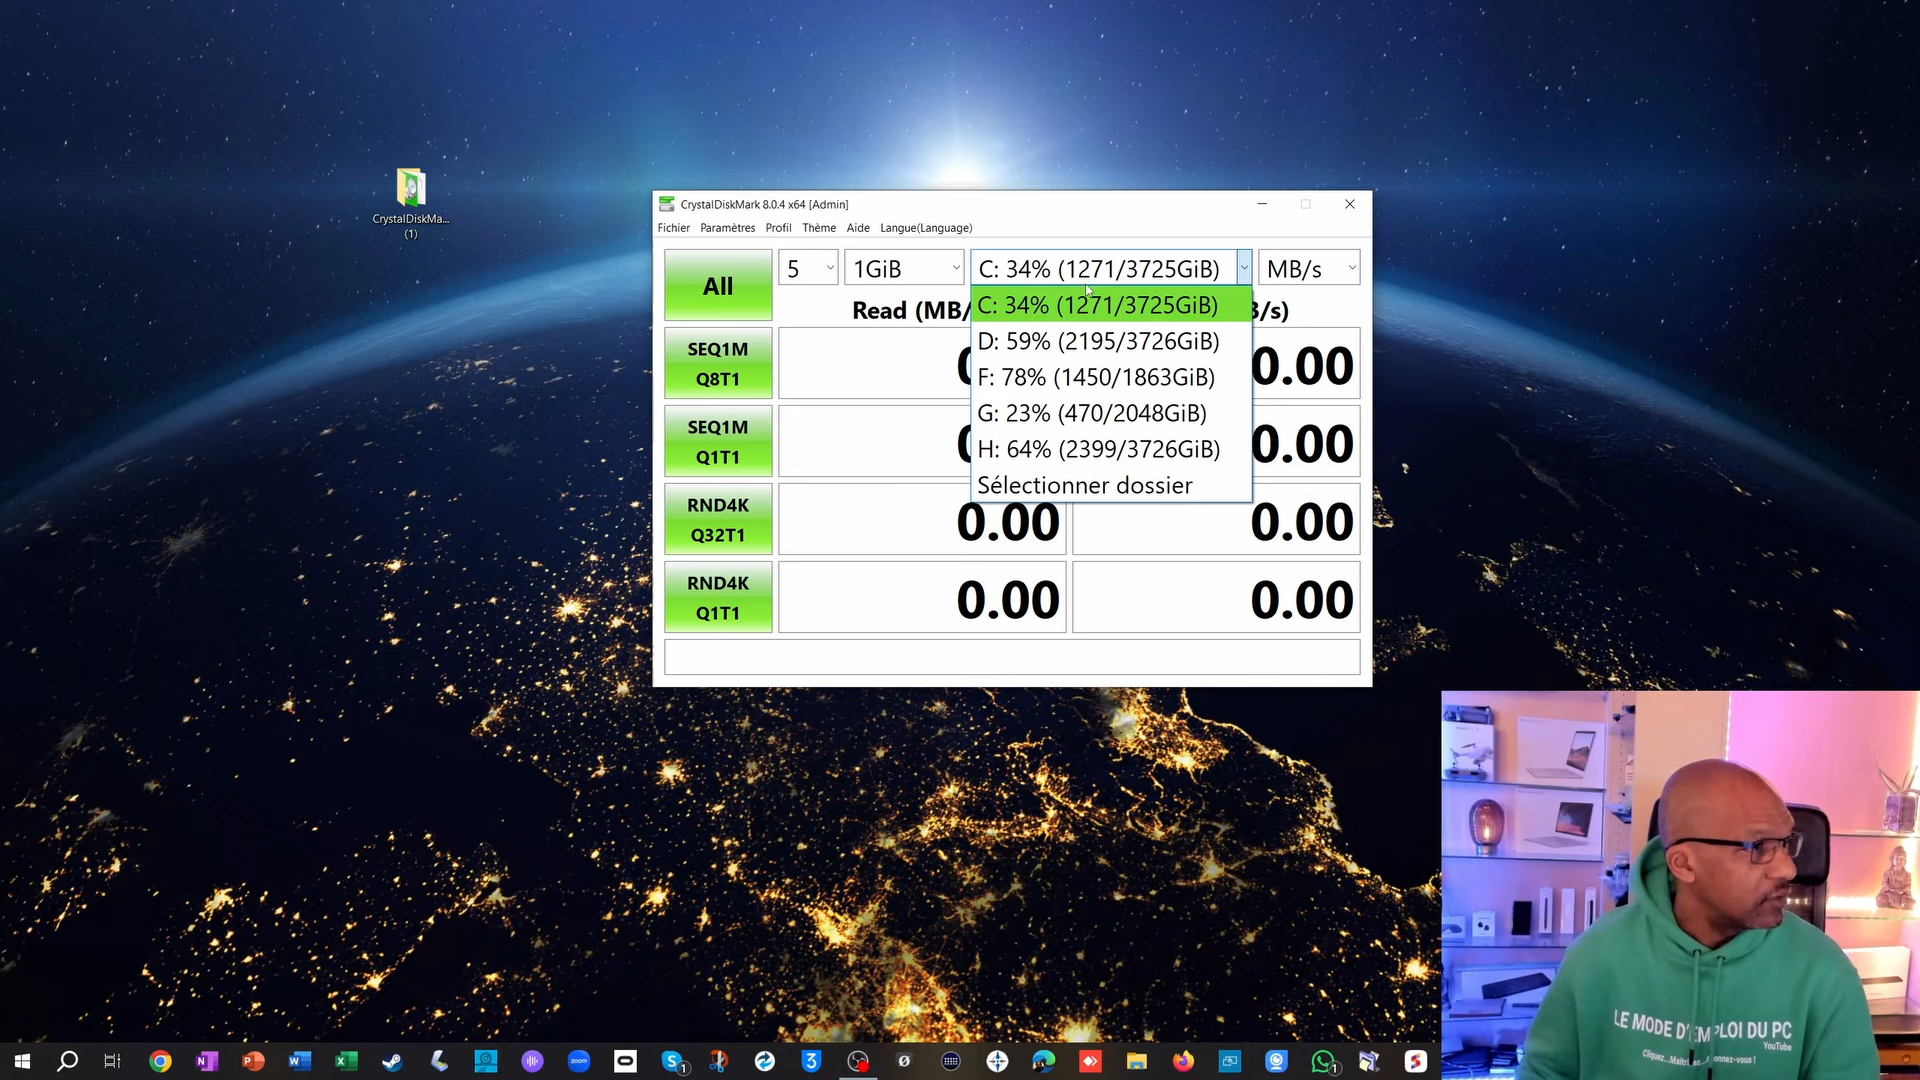 CrystalDiskMa...
(1)
CrystalDiskMark 8.0.4 x64 [Admin]
Fichier Paramètres Profil Thème Aide Langue(Language)
All
5
1GiB
C: 34% (1271/3725GiB)
MB/s
Read (MB/
B/s)
C: 34% (1271/3725GiB)
D: 59% (2195/3726GiB)
F: 78% (1450/1863GiB)
G: 23% (470/2048GiB)
H: 64% (2399/3726GiB)
Sélectionner dossier
SEQ1M
Q8T1
0.00
SEQ1M
Q1T1
0.00
RND4K
Q32T1
0.00
0.00
RND4K
Q1T1
0.00
0.00
LE MODE D'EMPLOI DU PC
YouTube
zoom